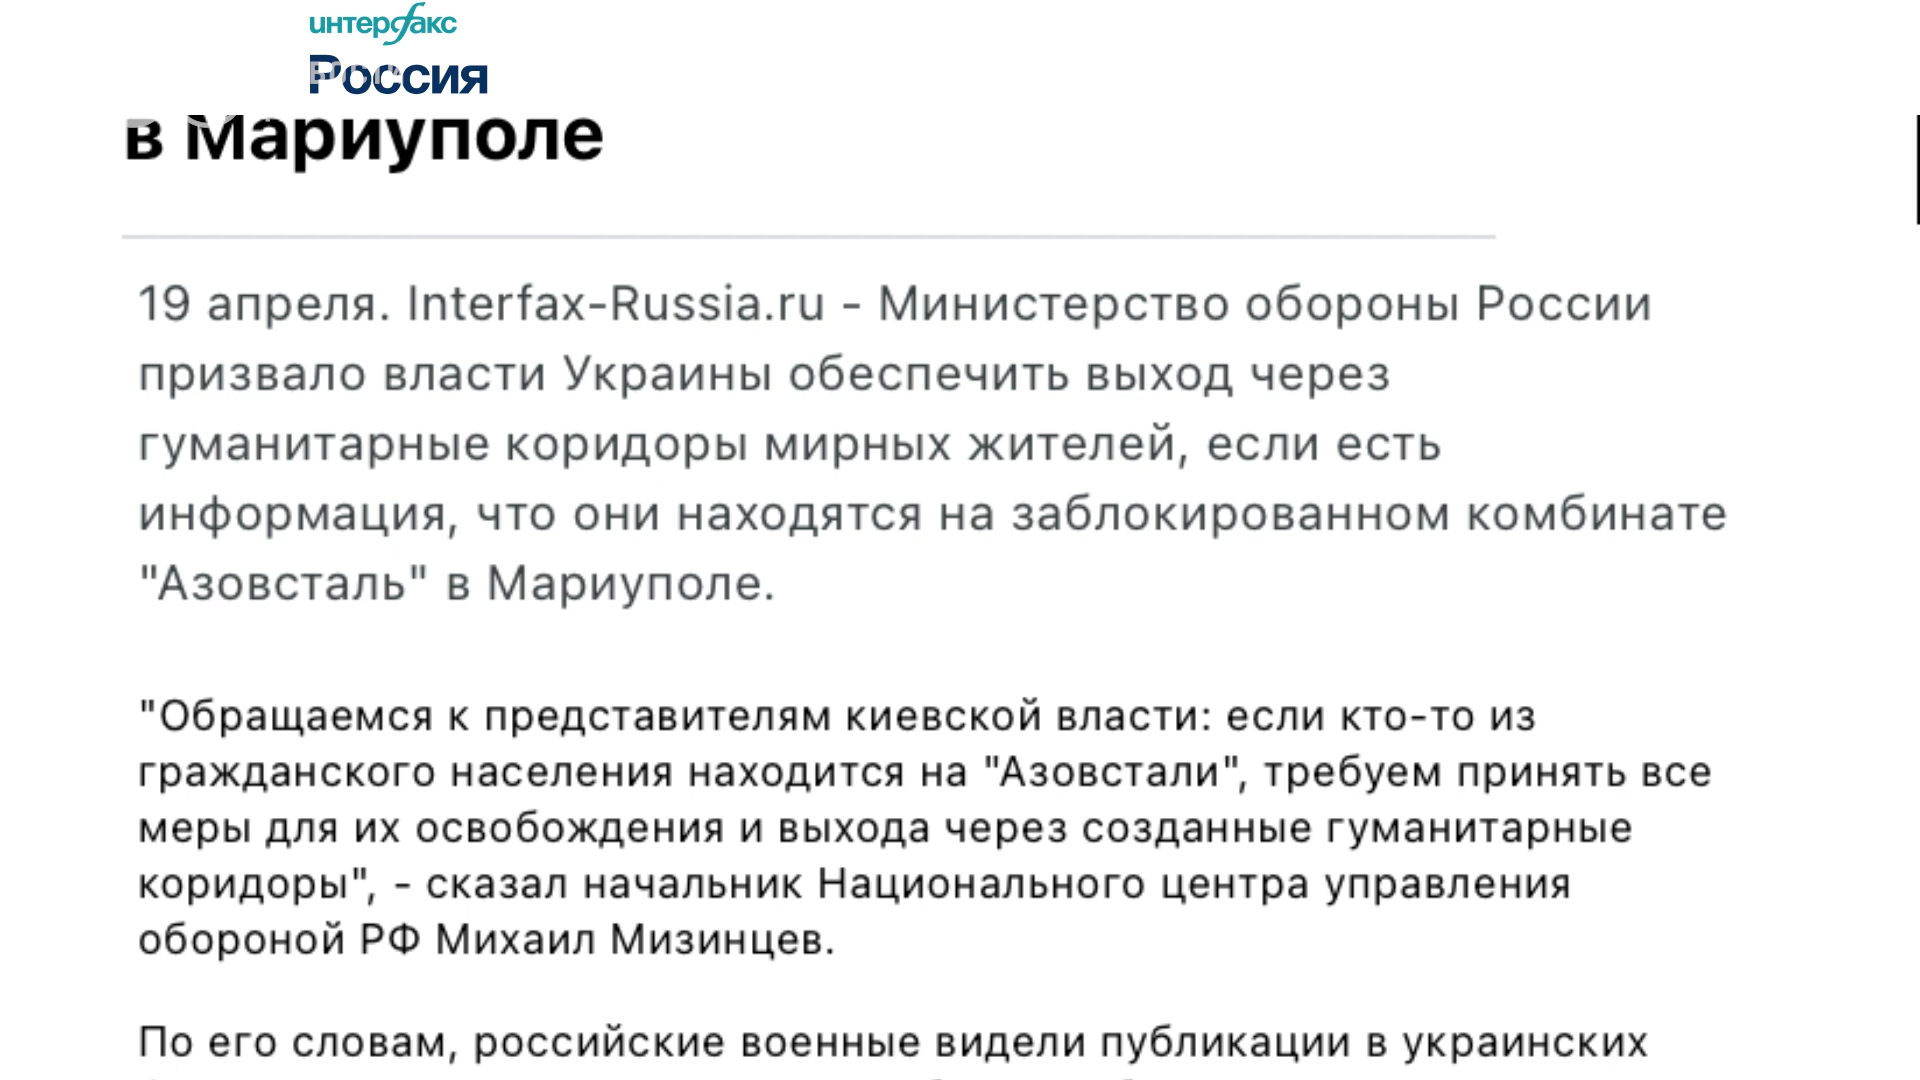 интерфакс
Россия
в Мариуполе
19 апреля. Interfax-Russia.ru - Министерство обороны России
призвало власти Украины обеспечить выход через
гуманитарные коридоры мирных жителей, если есть
информация, что они находятся на заблокированном комбинате
"Азовсталь" в Мариуполе.
"Обращаемся к представителям киевской власти: если кто-то из
гражданского населения находится на "Азовстали", требуем принять все
меры для их освобождения и выхода через созданные гуманитарные
коридоры", - сказал начальник Национального центра управления
обороной РФ Михаил Мизинцев.
По его словам, российские военные видели публикации в украинских